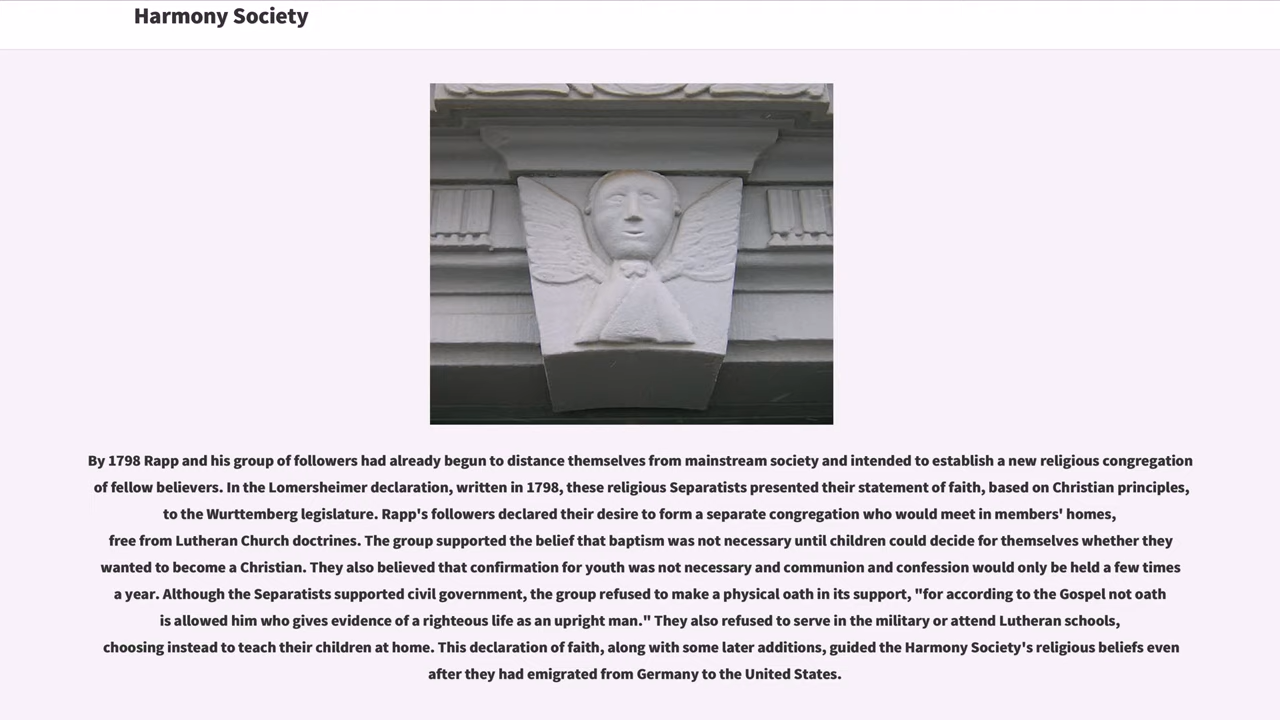 Harmony Society
By 1798 Rapp and his group of followers had already begun to distance themselves from mainstream society and intended to establish a new religious congregation
of fellow believers. In the Lomersheimer declaration, written in 1798, these religious Separatists presented their statement of faith, based on Christian principles,
to the Wurttemberg legislature. Rapp's followers declared their desire to form a separate congregation who would meet in members' homes,
free from Lutheran Church doctrines. The group supported the belief that baptism was not necessary until children could decide for themselves whether they
wanted to become a Christian. They also believed that confirmation for youth was not necessary and communion and confession would only be held a few times
a year. Although the Separatists supported civil government, the group refused to make a physical oath in its support, "for according to the Gospel not oath
is allowed him who gives evidence of a righteous life as an upright man." They also refused to serve in the military or attend Lutheran schools,
choosing instead to teach their children at home. This declaration of faith, along with some later additions, guided the Harmony Society's religious beliefs even
after they had emigrated from Germany to the United States.